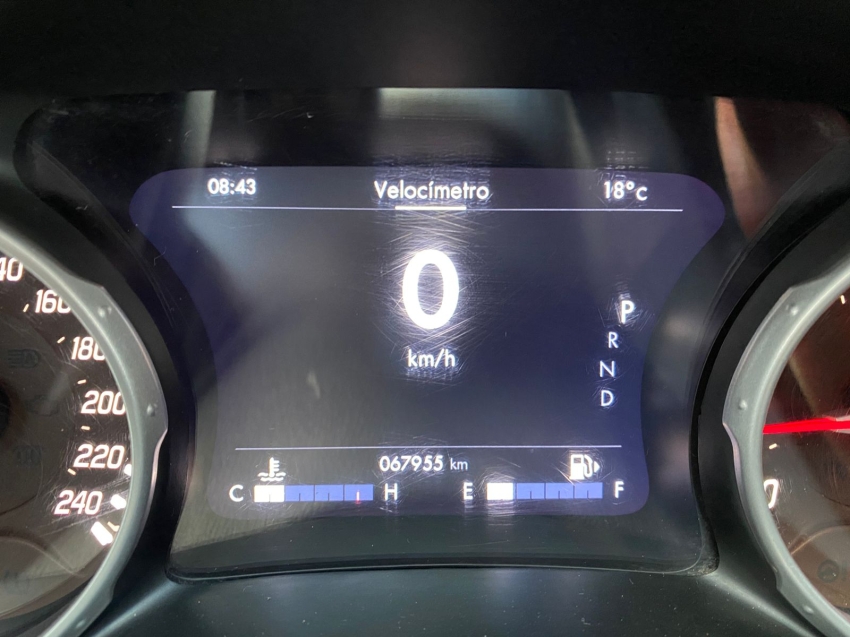 08:43 Velocímetro 18°C
0
km/h
P
R
N
D
067955 km
C H E F
160
180
200
220
240